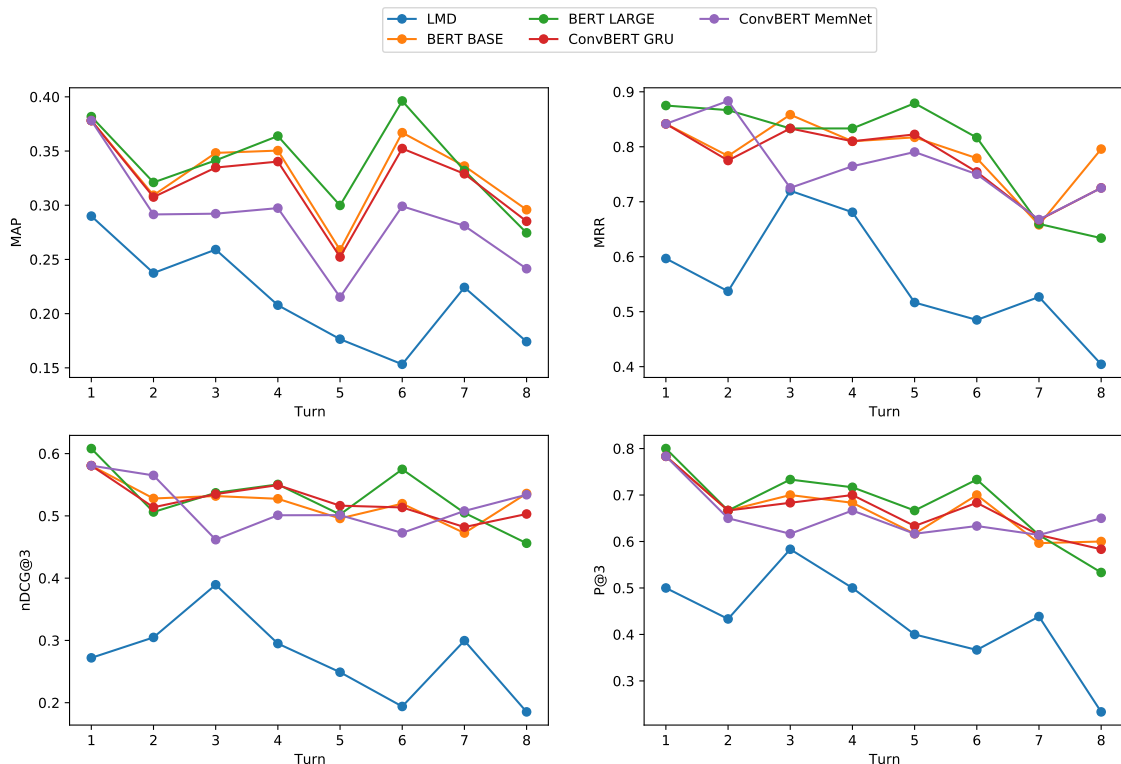 LMD BERT LARGE ConvBERT MemNet
BERT BASE ConvBERT GRU
0.40
0.35
0.30
0.25
0.20
0.15
MAP
1 2 3 4 5 6 7 8
Turn
0.9
0.8
0.7
0.6
0.5
0.4
MRR
1 2 3 4 5 6 7 8
Turn
0.6
0.5
0.4
0.3
0.2
nDCG@3
1 2 3 4 5 6 7 8
Turn
0.8
0.7
0.6
0.5
0.4
0.3
P@3
1 2 3 4 5 6 7 8
Turn